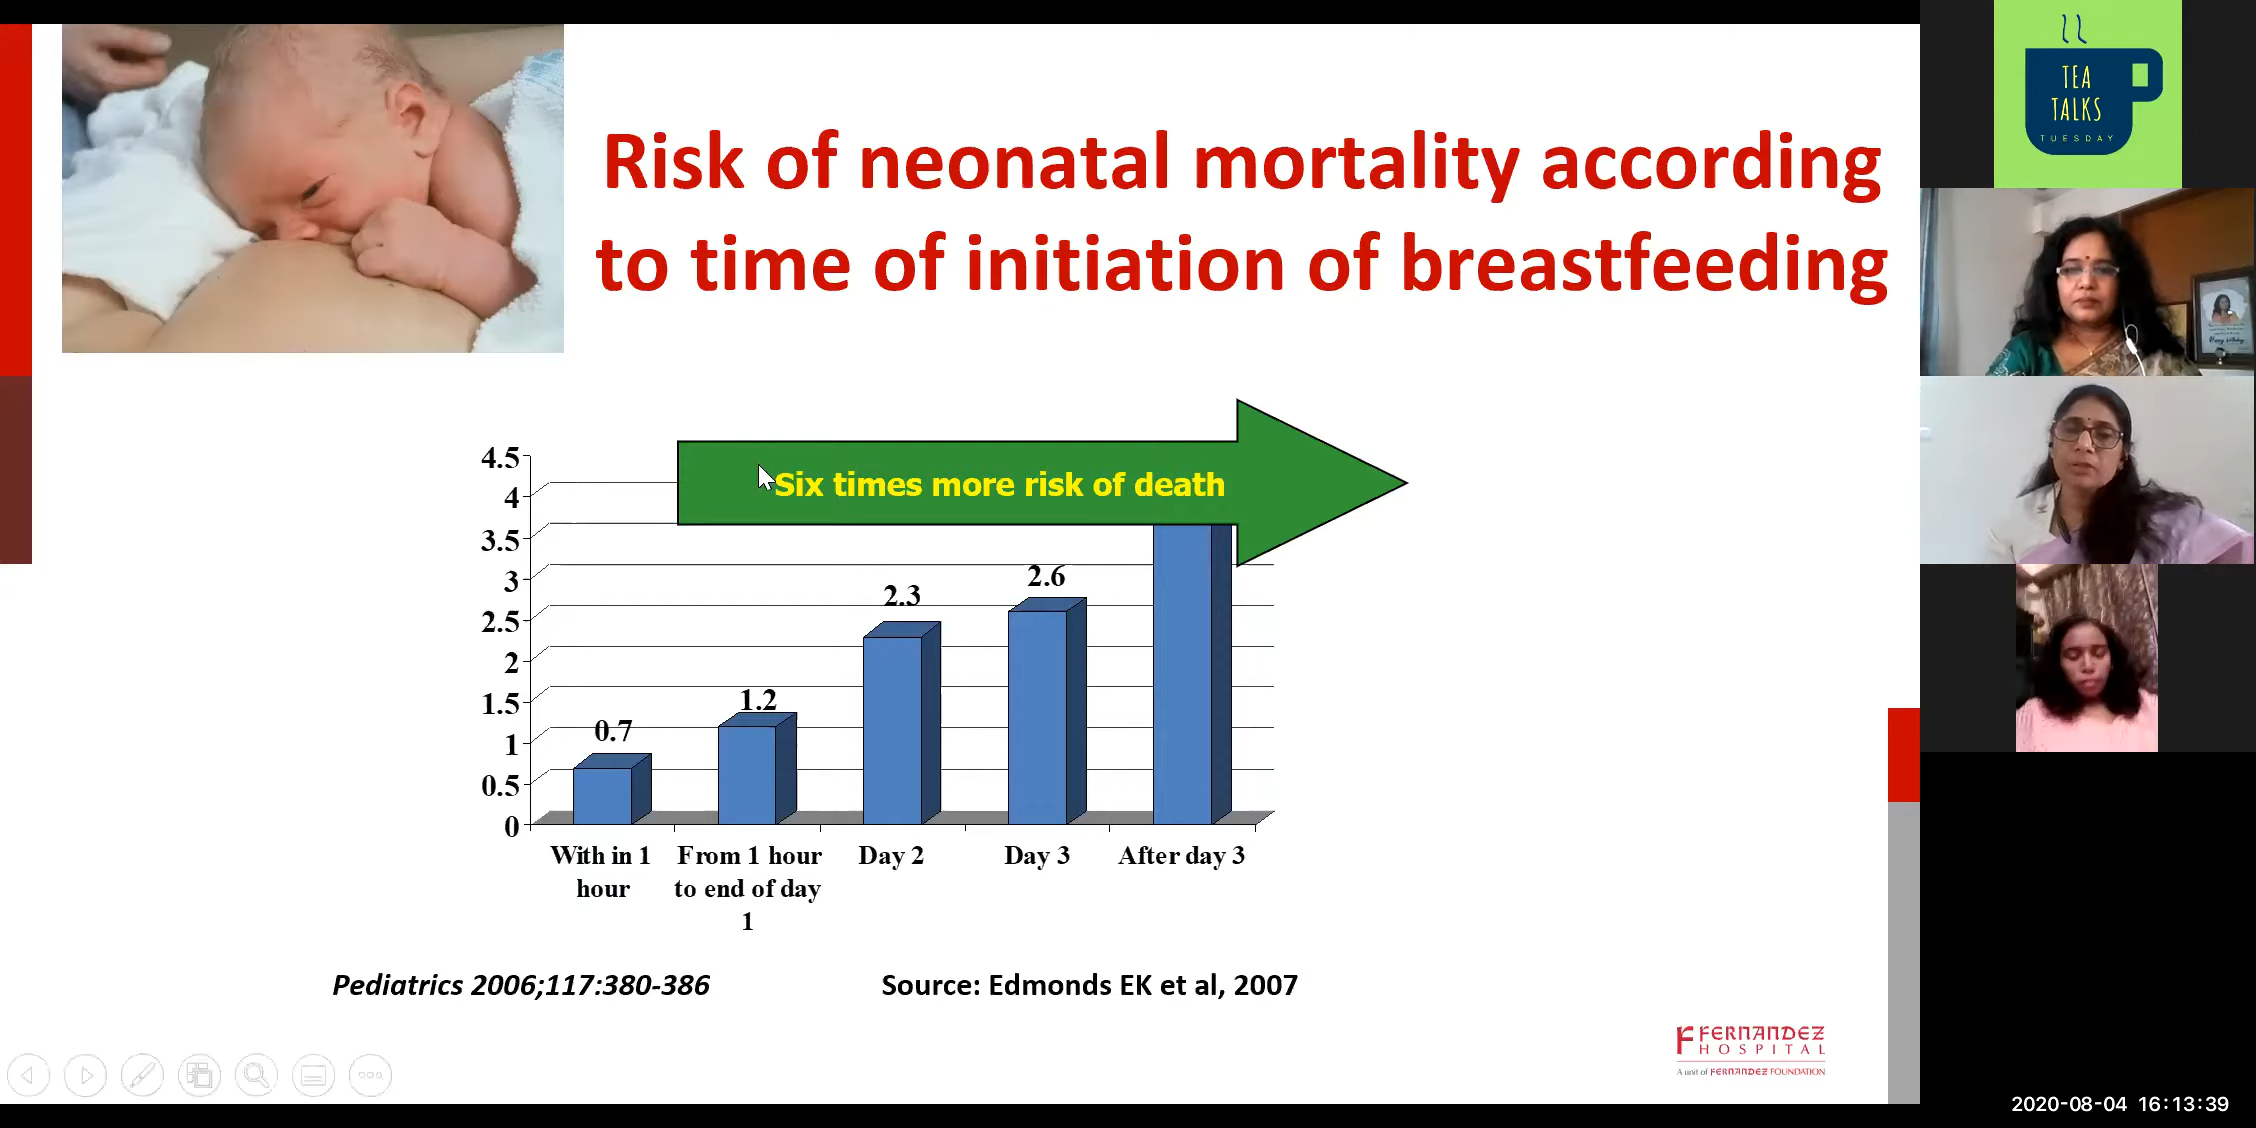 Risk of neonatal mortality according
to time of initiation of breastfeeding
Six times more risk of death
4.5
4
3.5
3
2.5
2
1.5
1
0.5
0
0.7
1.2
2.3
2.6
With in 1
hour
From 1 hour
to end of day
1
Day 2
Day 3
After day 3
Pediatrics 2006;117:380-386
Source: Edmonds EK et al, 2007
FERNANDEZ
HOSPITAL
A unit of FERNANDEZ FOUNDATION
TEA
TALKS
TUESDAY
2020-08-04 16:13:39